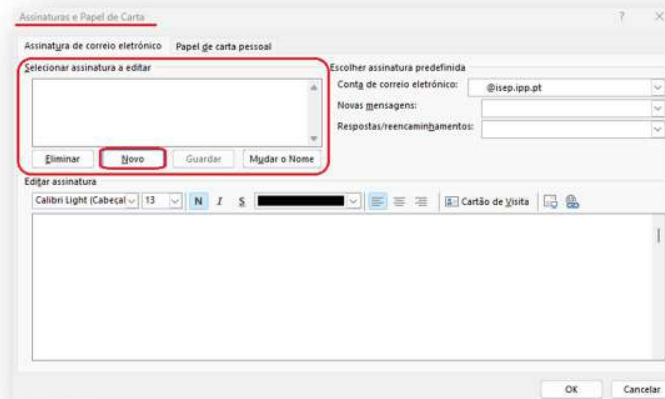 Assinaturas e Papel de Carta
Assinatura de correio eletrónico Papel de carta pessoal
Selecionar assinatura a editar
Escolher assinatura predefinida
Conta de correio eletrónico: @isep.ipp.pt
Novas mensagens:
Respostas/reencaminhamentos:
Eliminar Novo Guardar Mudar o Nome
Editar assinatura
Calibri Light (Cabeçal 13 N I S Cartão de Visita
OK Cancelar